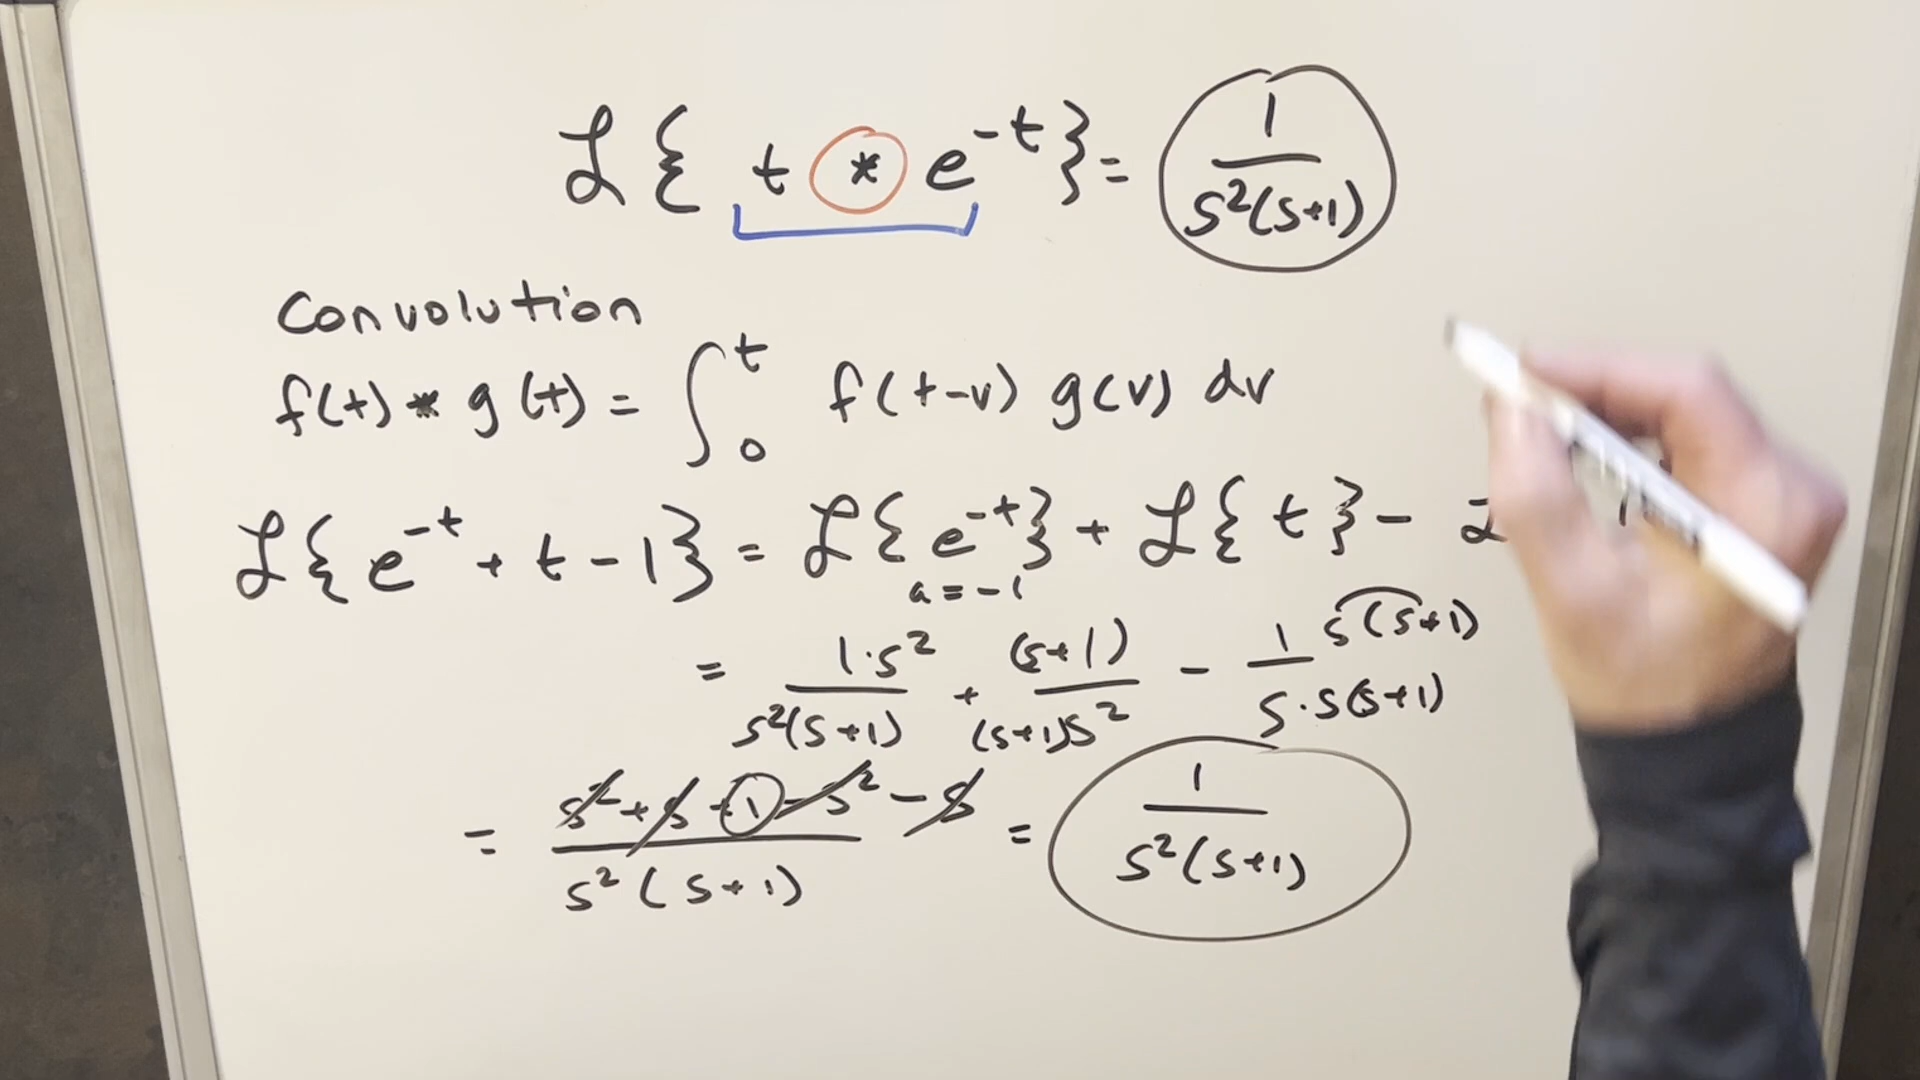 ℒ{ t * e^{-t} } = 1/(s²(s+1))
Convolution
f(t) * g(t) = ∫₀ᵗ f(t-v) g(v) dv
ℒ{ e^{-t} + t - 1 } = ℒ{ e^{-t} } + ℒ{ t } - ℒ
a = -1
= 1·s²/(s²(s+1)) + (s+1)/((s+1)s²) - 1 s(s+1)/(s·s(s+1))
= (s² + s + 1 - s² - s)/(s²(s+1)) = 1/(s²(s+1))